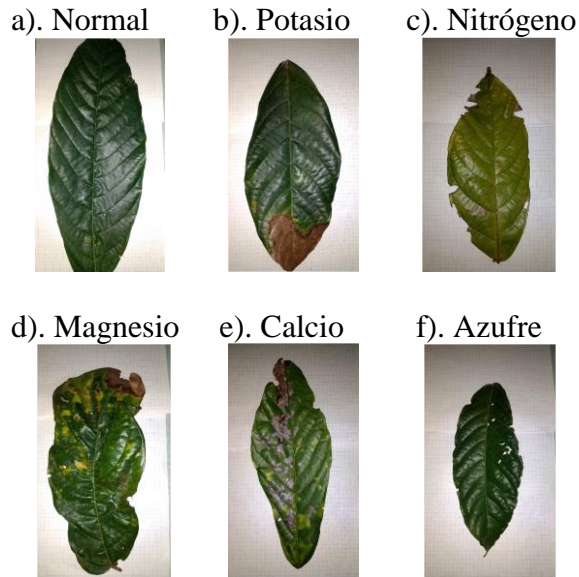 a). Normal b). Potasio c). Nitrógeno
d). Magnesio e). Calcio f). Azufre